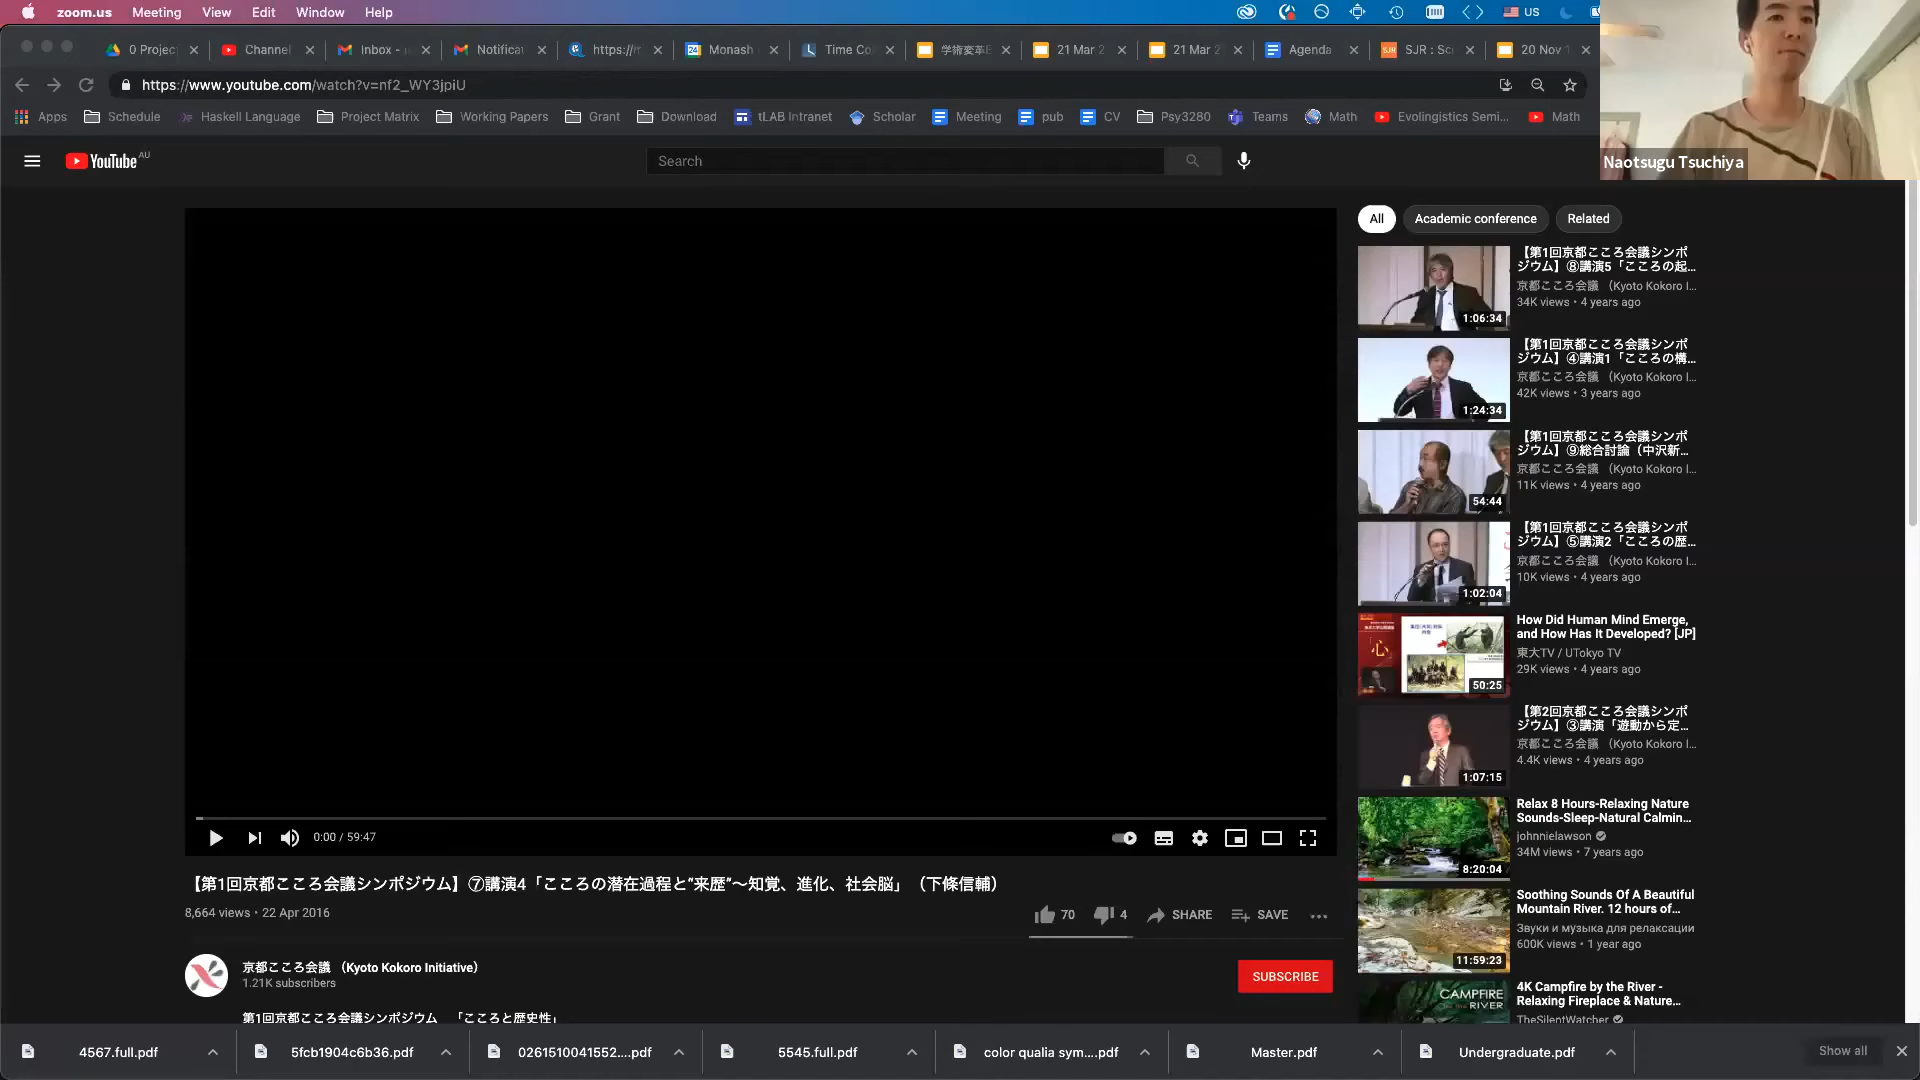 zoom.us Meeting View Edit Window Help US
0 Projec Channel Inbox - Notificat https://m Monash Time Co 学術変革 21 Mar 2 21 Mar 2 Agenda SJR : Sc 20 Nov 1
https://www.youtube.com/watch?v=nf2_WY3jpiU
Apps Schedule Haskell Language Project Matrix Working Papers Grant Download tLAB Intranet Scholar Meeting pub CV Psy3280 Teams Math Evolingistics Semi... Math
Naotsugu Tsuchiya
YouTube AU
Search
All Academic conference Related
【第1回京都こころ会議シンポ
ジウム】⑧講演5「こころの起...
京都こころ会議 （Kyoto Kokoro I...
34K views • 4 years ago
1:06:34
【第1回京都こころ会議シンポ
ジウム】④講演1「こころの構...
京都こころ会議 （Kyoto Kokoro I...
42K views • 3 years ago
1:24:34
【第1回京都こころ会議シンポ
ジウム】⑨総合討論（中沢新...
京都こころ会議 （Kyoto Kokoro I...
11K views • 4 years ago
54:44
【第1回京都こころ会議シンポ
ジウム】⑤講演2「こころの歴...
京都こころ会議 （Kyoto Kokoro I...
10K views • 4 years ago
1:02:04
How Did Human Mind Emerge,
and How Has It Developed? [JP]
東大TV / UTokyo TV
29K views • 4 years ago
「心」
50:25
【第2回京都こころ会議シンポ
ジウム】③講演「遊動から定...
京都こころ会議 （Kyoto Kokoro I...
4.4K views • 4 years ago
1:07:15
Relax 8 Hours-Relaxing Nature
Sounds-Sleep-Natural Calmin...
johnnielawson
34M views • 7 years ago
8:20:04
Soothing Sounds Of A Beautiful
Mountain River. 12 hours of...
Звуки и музыка для релаксации
600K views • 1 year ago
11:59:23
4K Campfire by the River -
Relaxing Fireplace & Nature...
TheSilentWatcher
CAMPFIRE
RIVER
0:00 / 59:47
【第1回京都こころ会議シンポジウム】⑦講演4「こころの潜在過程と“来歴”～知覚、進化、社会脳」（下條信輔）
8,664 views • 22 Apr 2016
70 4 SHARE SAVE
京都こころ会議 （Kyoto Kokoro Initiative）
1.21K subscribers
SUBSCRIBE
第1回京都こころ会議シンポジウム 「こころと歴史性」
4567.full.pdf 5fcb1904c6b36.pdf 0261510041552....pdf 5545.full.pdf color qualia sym....pdf Master.pdf Undergraduate.pdf Show all